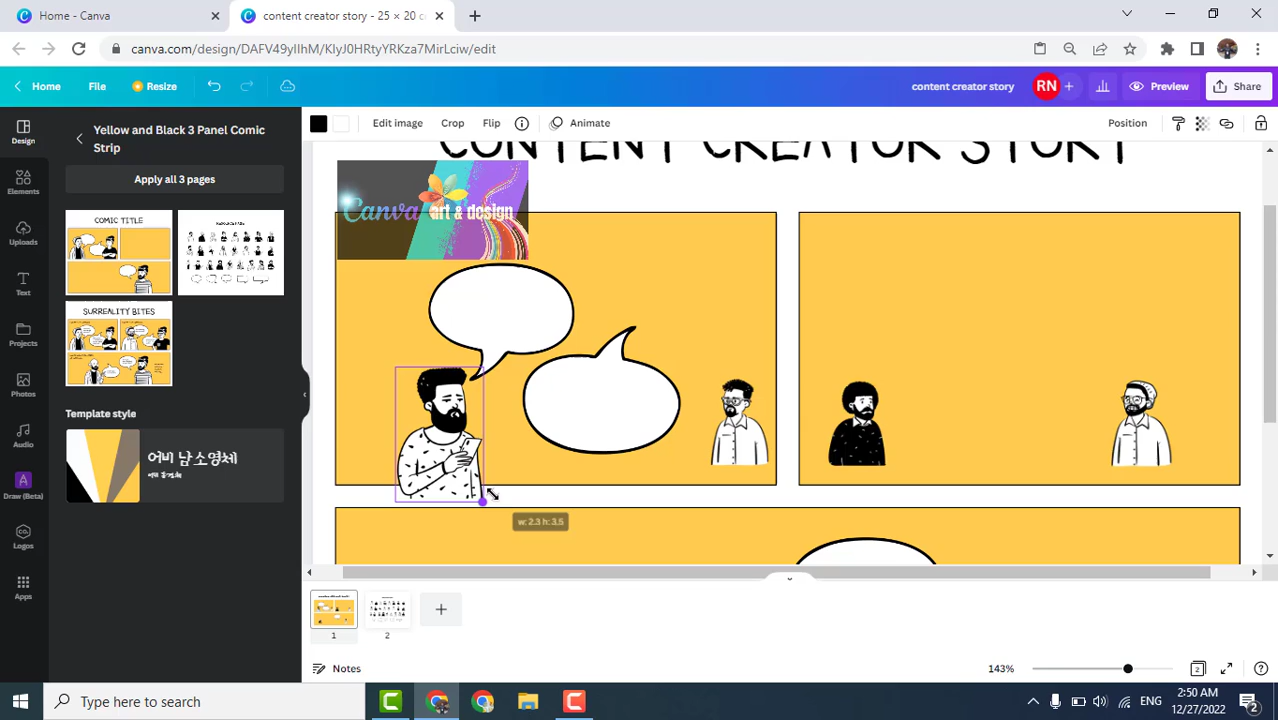 Home - Canva
content creator story - 25 × 20 c
canva.com/design/DAFV49yIlhM/KlyJ0HRtyYRKza7MirLciw/edit
Home
File
Resize
content creator story
RN
Preview
Share
Design
Elements
Uploads
Text
Projects
Photos
Audio
Draw (Beta)
Logos
Apps
Yellow and Black 3 Panel Comic
Strip
Apply all 3 pages
COMIC TITLE
SURREALITY BITES
Template style
어비 남소영체
Edit image
Crop
Flip
Animate
Position
CONTENT CREATOR STORY
Canva art & design
w: 2.3 h: 3.5
1
2
Notes
143%
2
Type here to search
ENG
2:50 AM
12/27/2022
2